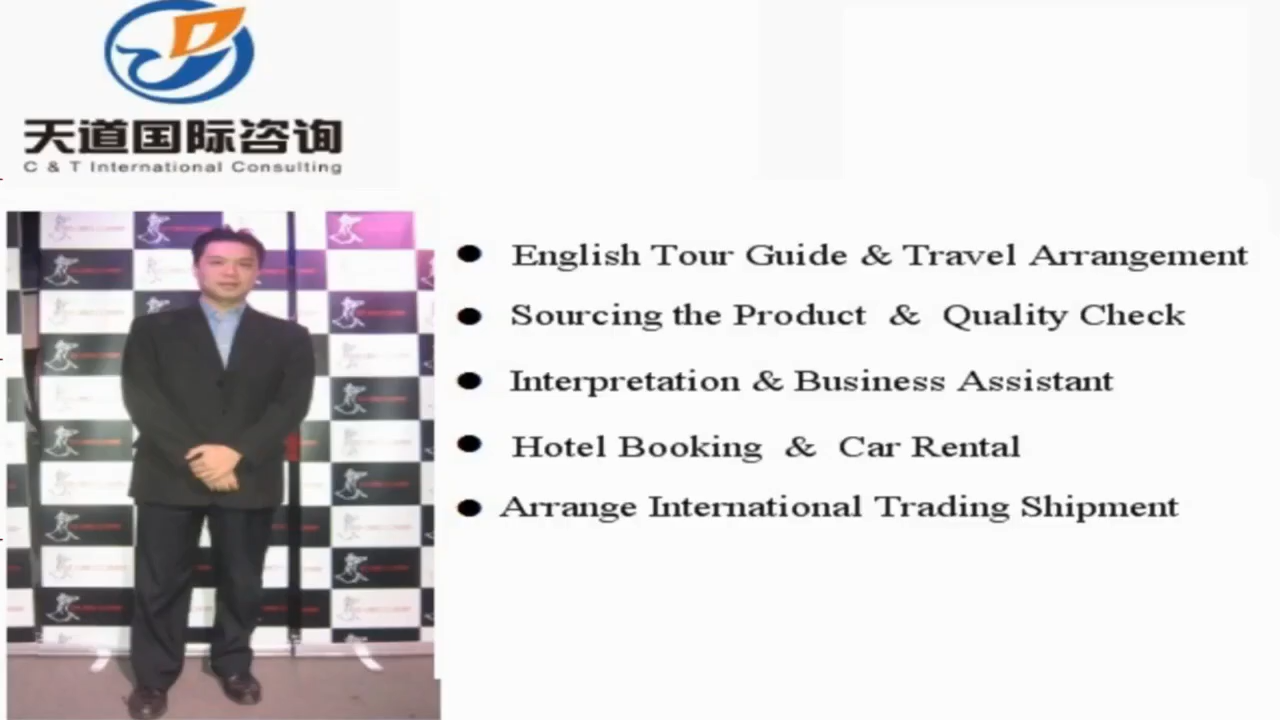 天道国际咨询
C & T International Consulting
● English Tour Guide & Travel Arrangement
● Sourcing the Product & Quality Check
● Interpretation & Business Assistant
● Hotel Booking & Car Rental
● Arrange International Trading Shipment